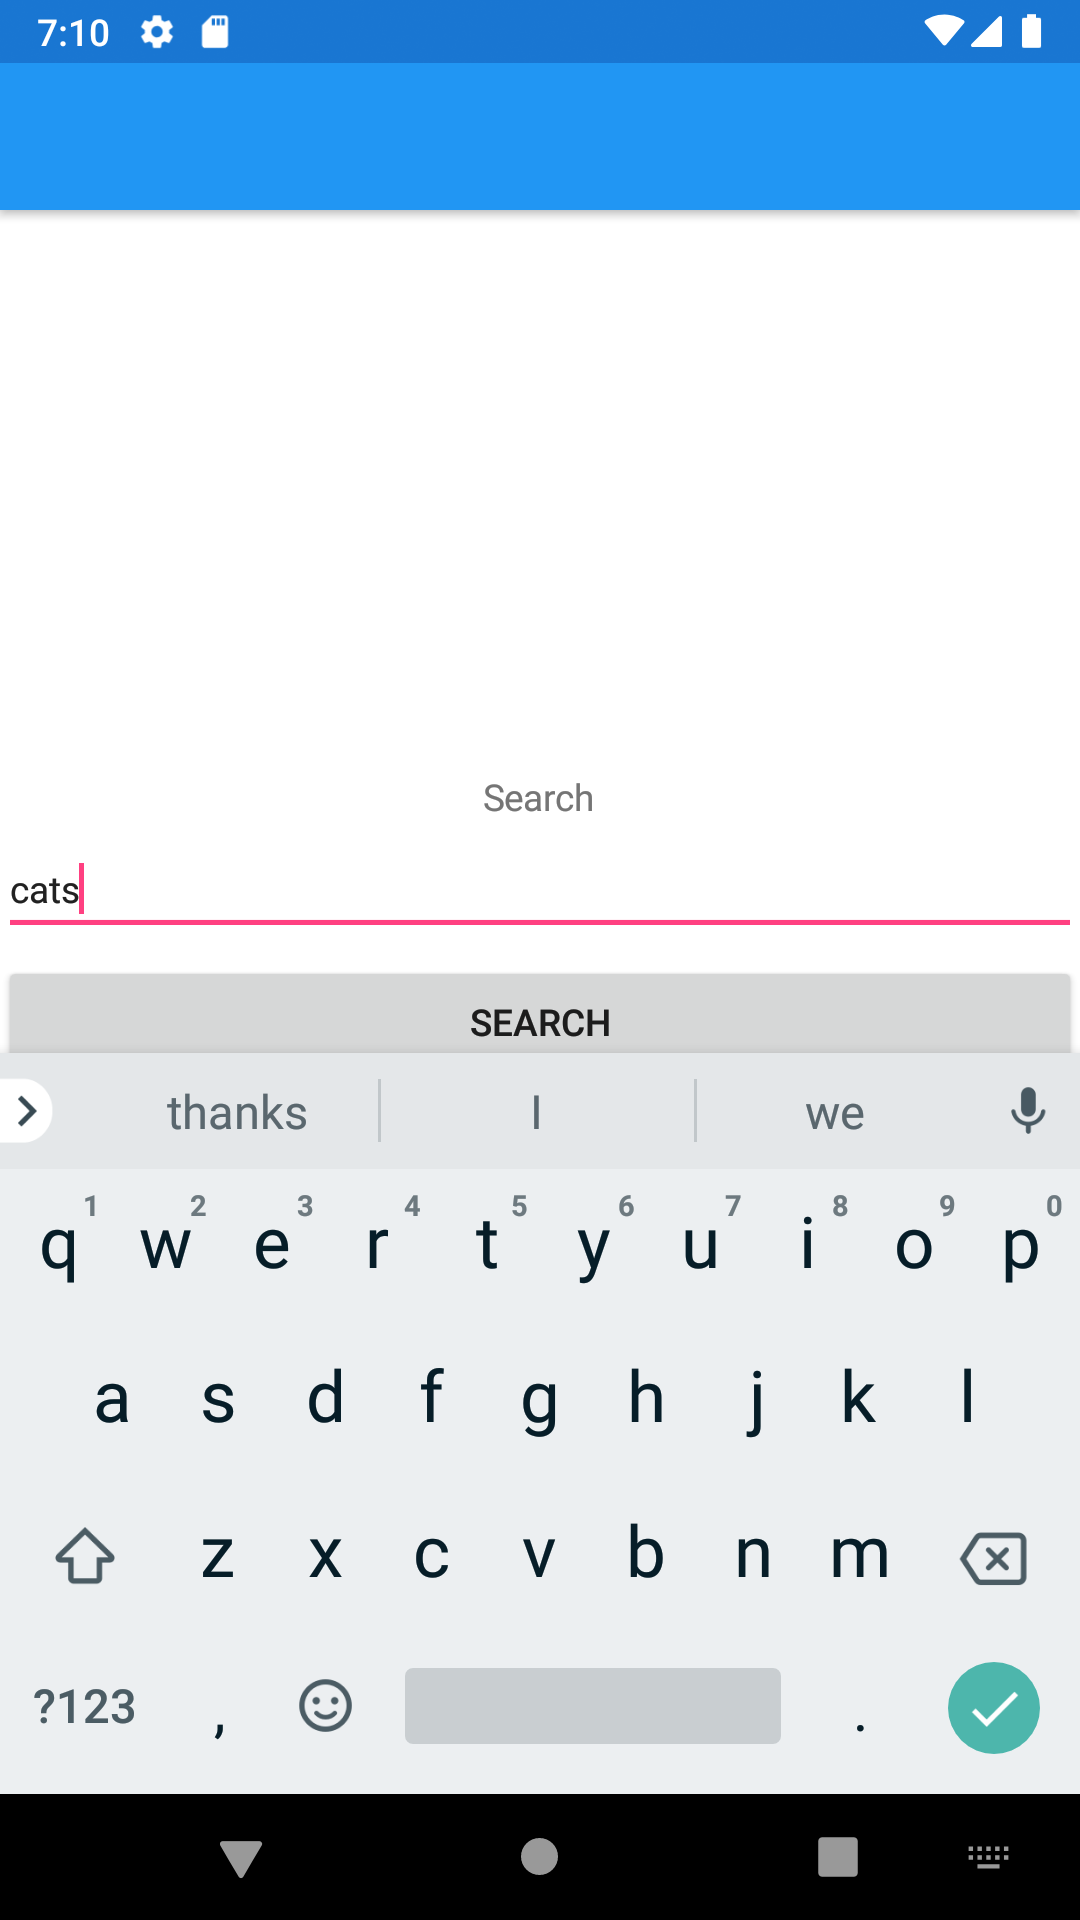 7:10
Search
cats
SEARCH
thanks I we
1 2 3 4 5 6 7 8 9 0
q w e r t y u i o p
a s d f g h j k l
z x c v b n m
?123 , .